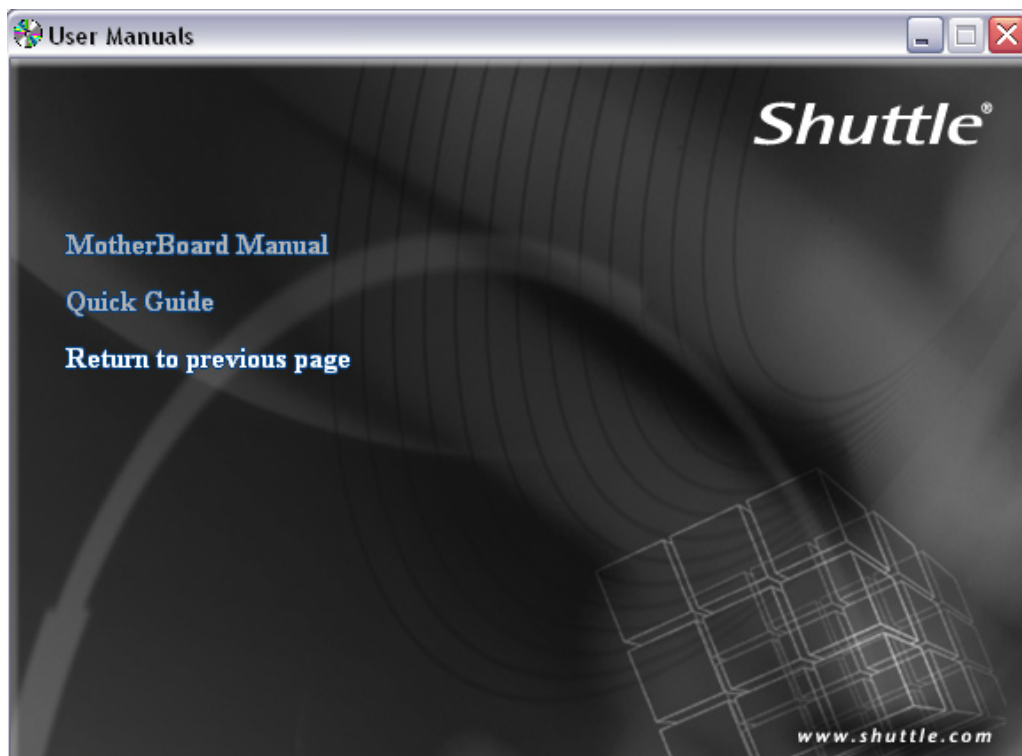 User Manuals
Shuttle®
MotherBoard Manual
Quick Guide
Return to previous page
www.shuttle.com